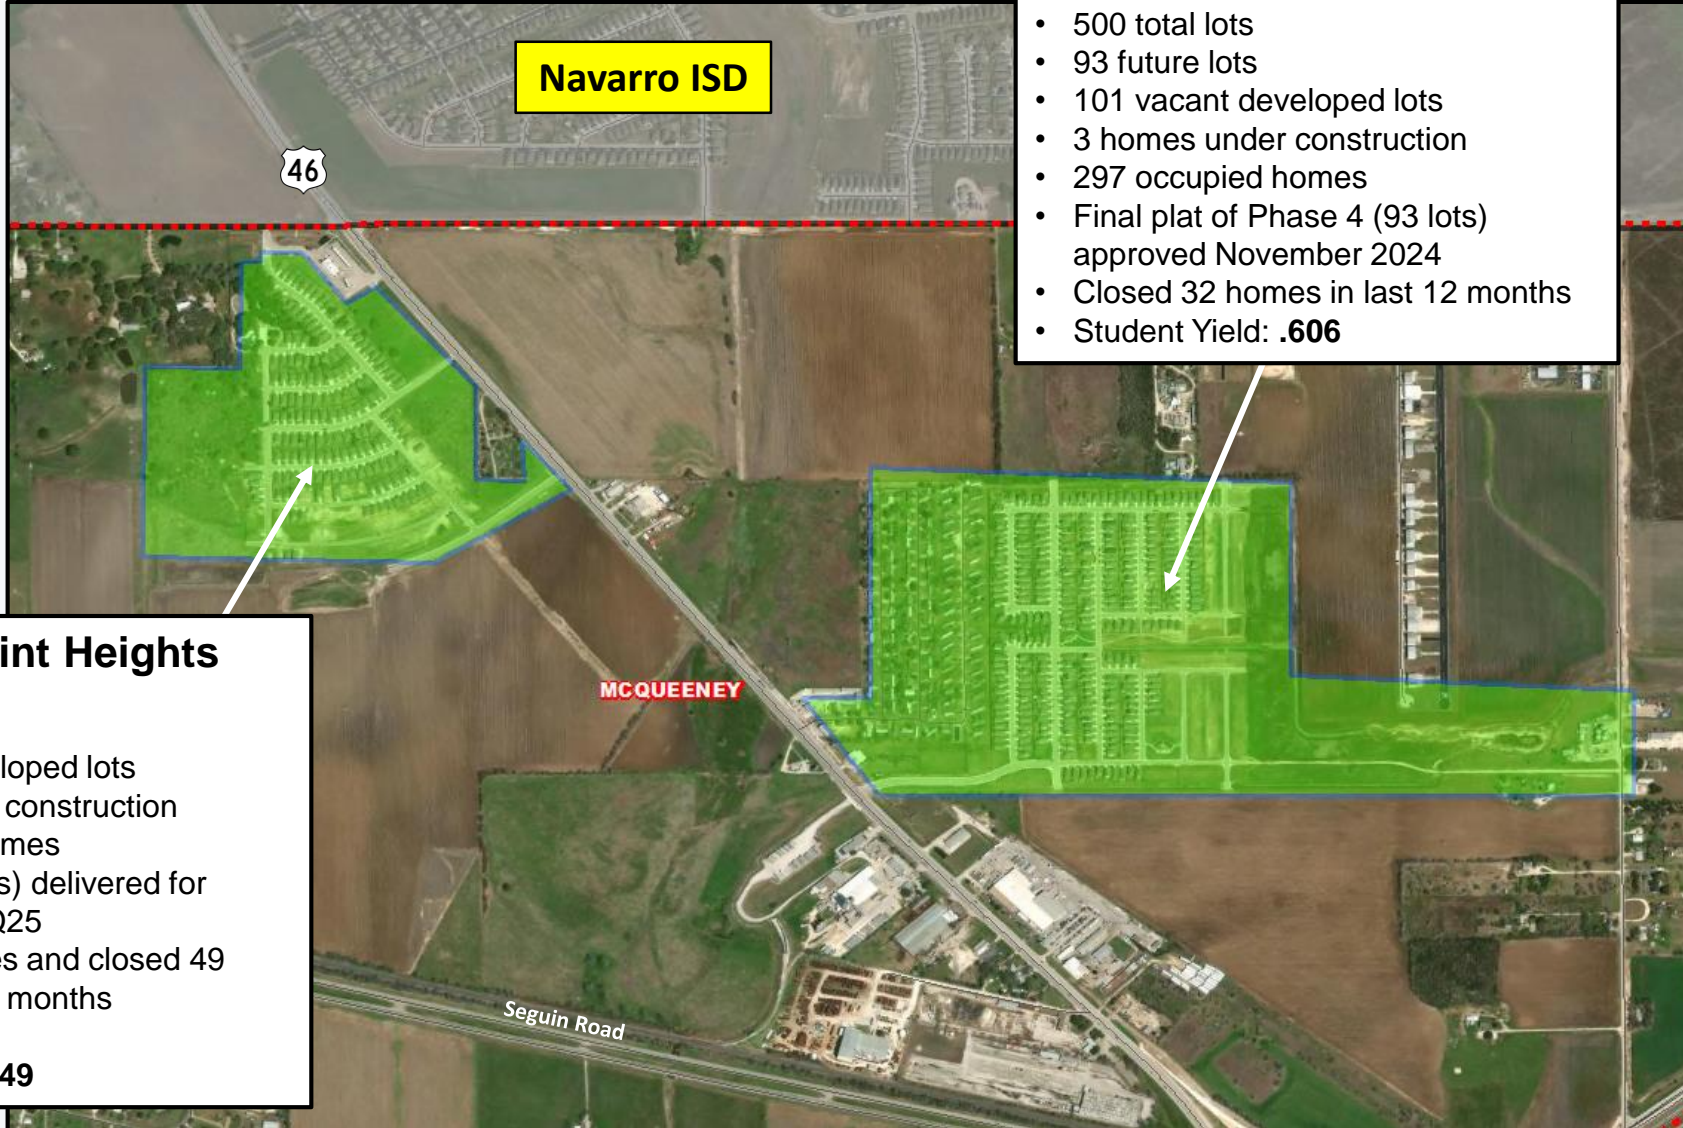 • 500 total lots
• 93 future lots
• 101 vacant developed lots
• 3 homes under construction
• 297 occupied homes
• Final plat of Phase 4 (93 lots)
approved November 2024
• Closed 32 homes in last 12 months
• Student Yield: .606
Navarro ISD
46
MCQUEENEY
int Heights
loped lots
construction
mes
s) delivered for
Q25
es and closed 49
months
49
Seguin Road